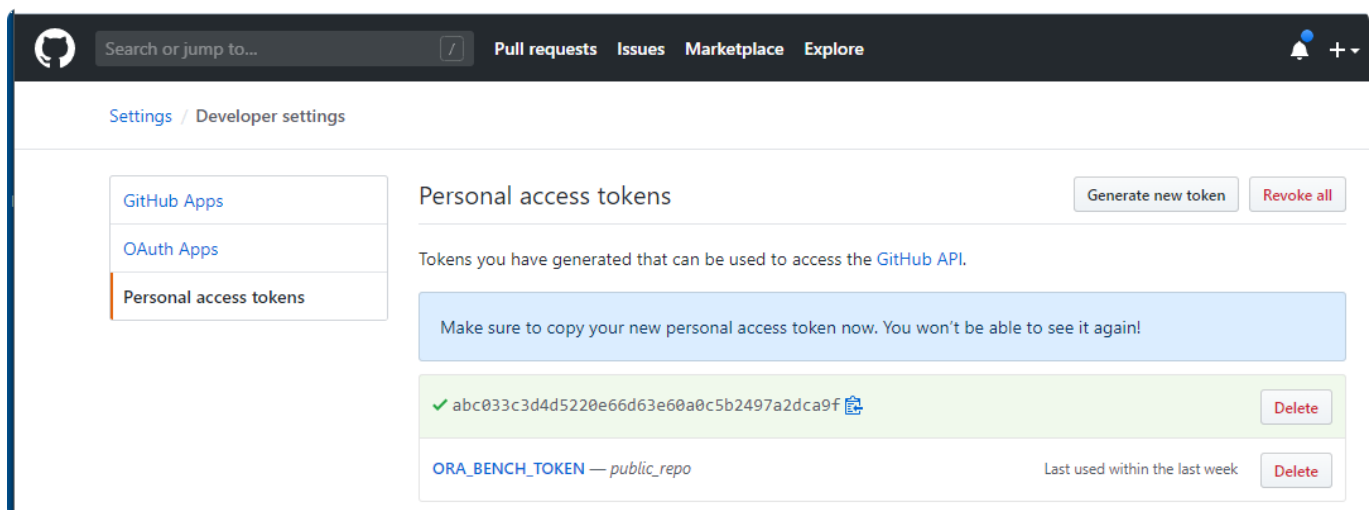 Search or jump to... / Pull requests Issues Marketplace Explore
Settings / Developer settings
GitHub Apps
OAuth Apps
Personal access tokens
Personal access tokens
Generate new token
Revoke all
Tokens you have generated that can be used to access the GitHub API.
Make sure to copy your new personal access token now. You won't be able to see it again!
abc033c3d4d5220e66d63e60a0c5b2497a2dca9f
Delete
ORA_BENCH_TOKEN — public_repo
Last used within the last week
Delete